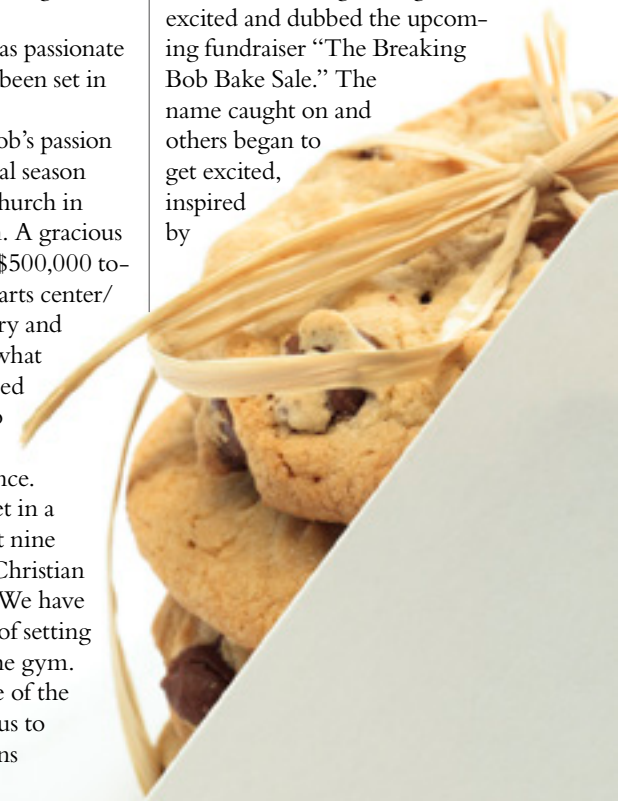 as passionate
been set in
ob's passion
al season
hurch in
. A gracious
$500,000 to-
arts center/
ry and
what
ed
nce.
et in a
t nine
Christian
We have
of setting
ne gym.
e of the
us to
ns
excited and dubbed the upcom-
ing fundraiser “The Breaking
Bob Bake Sale.” The
name caught on and
others began to
get excited,
inspired
by